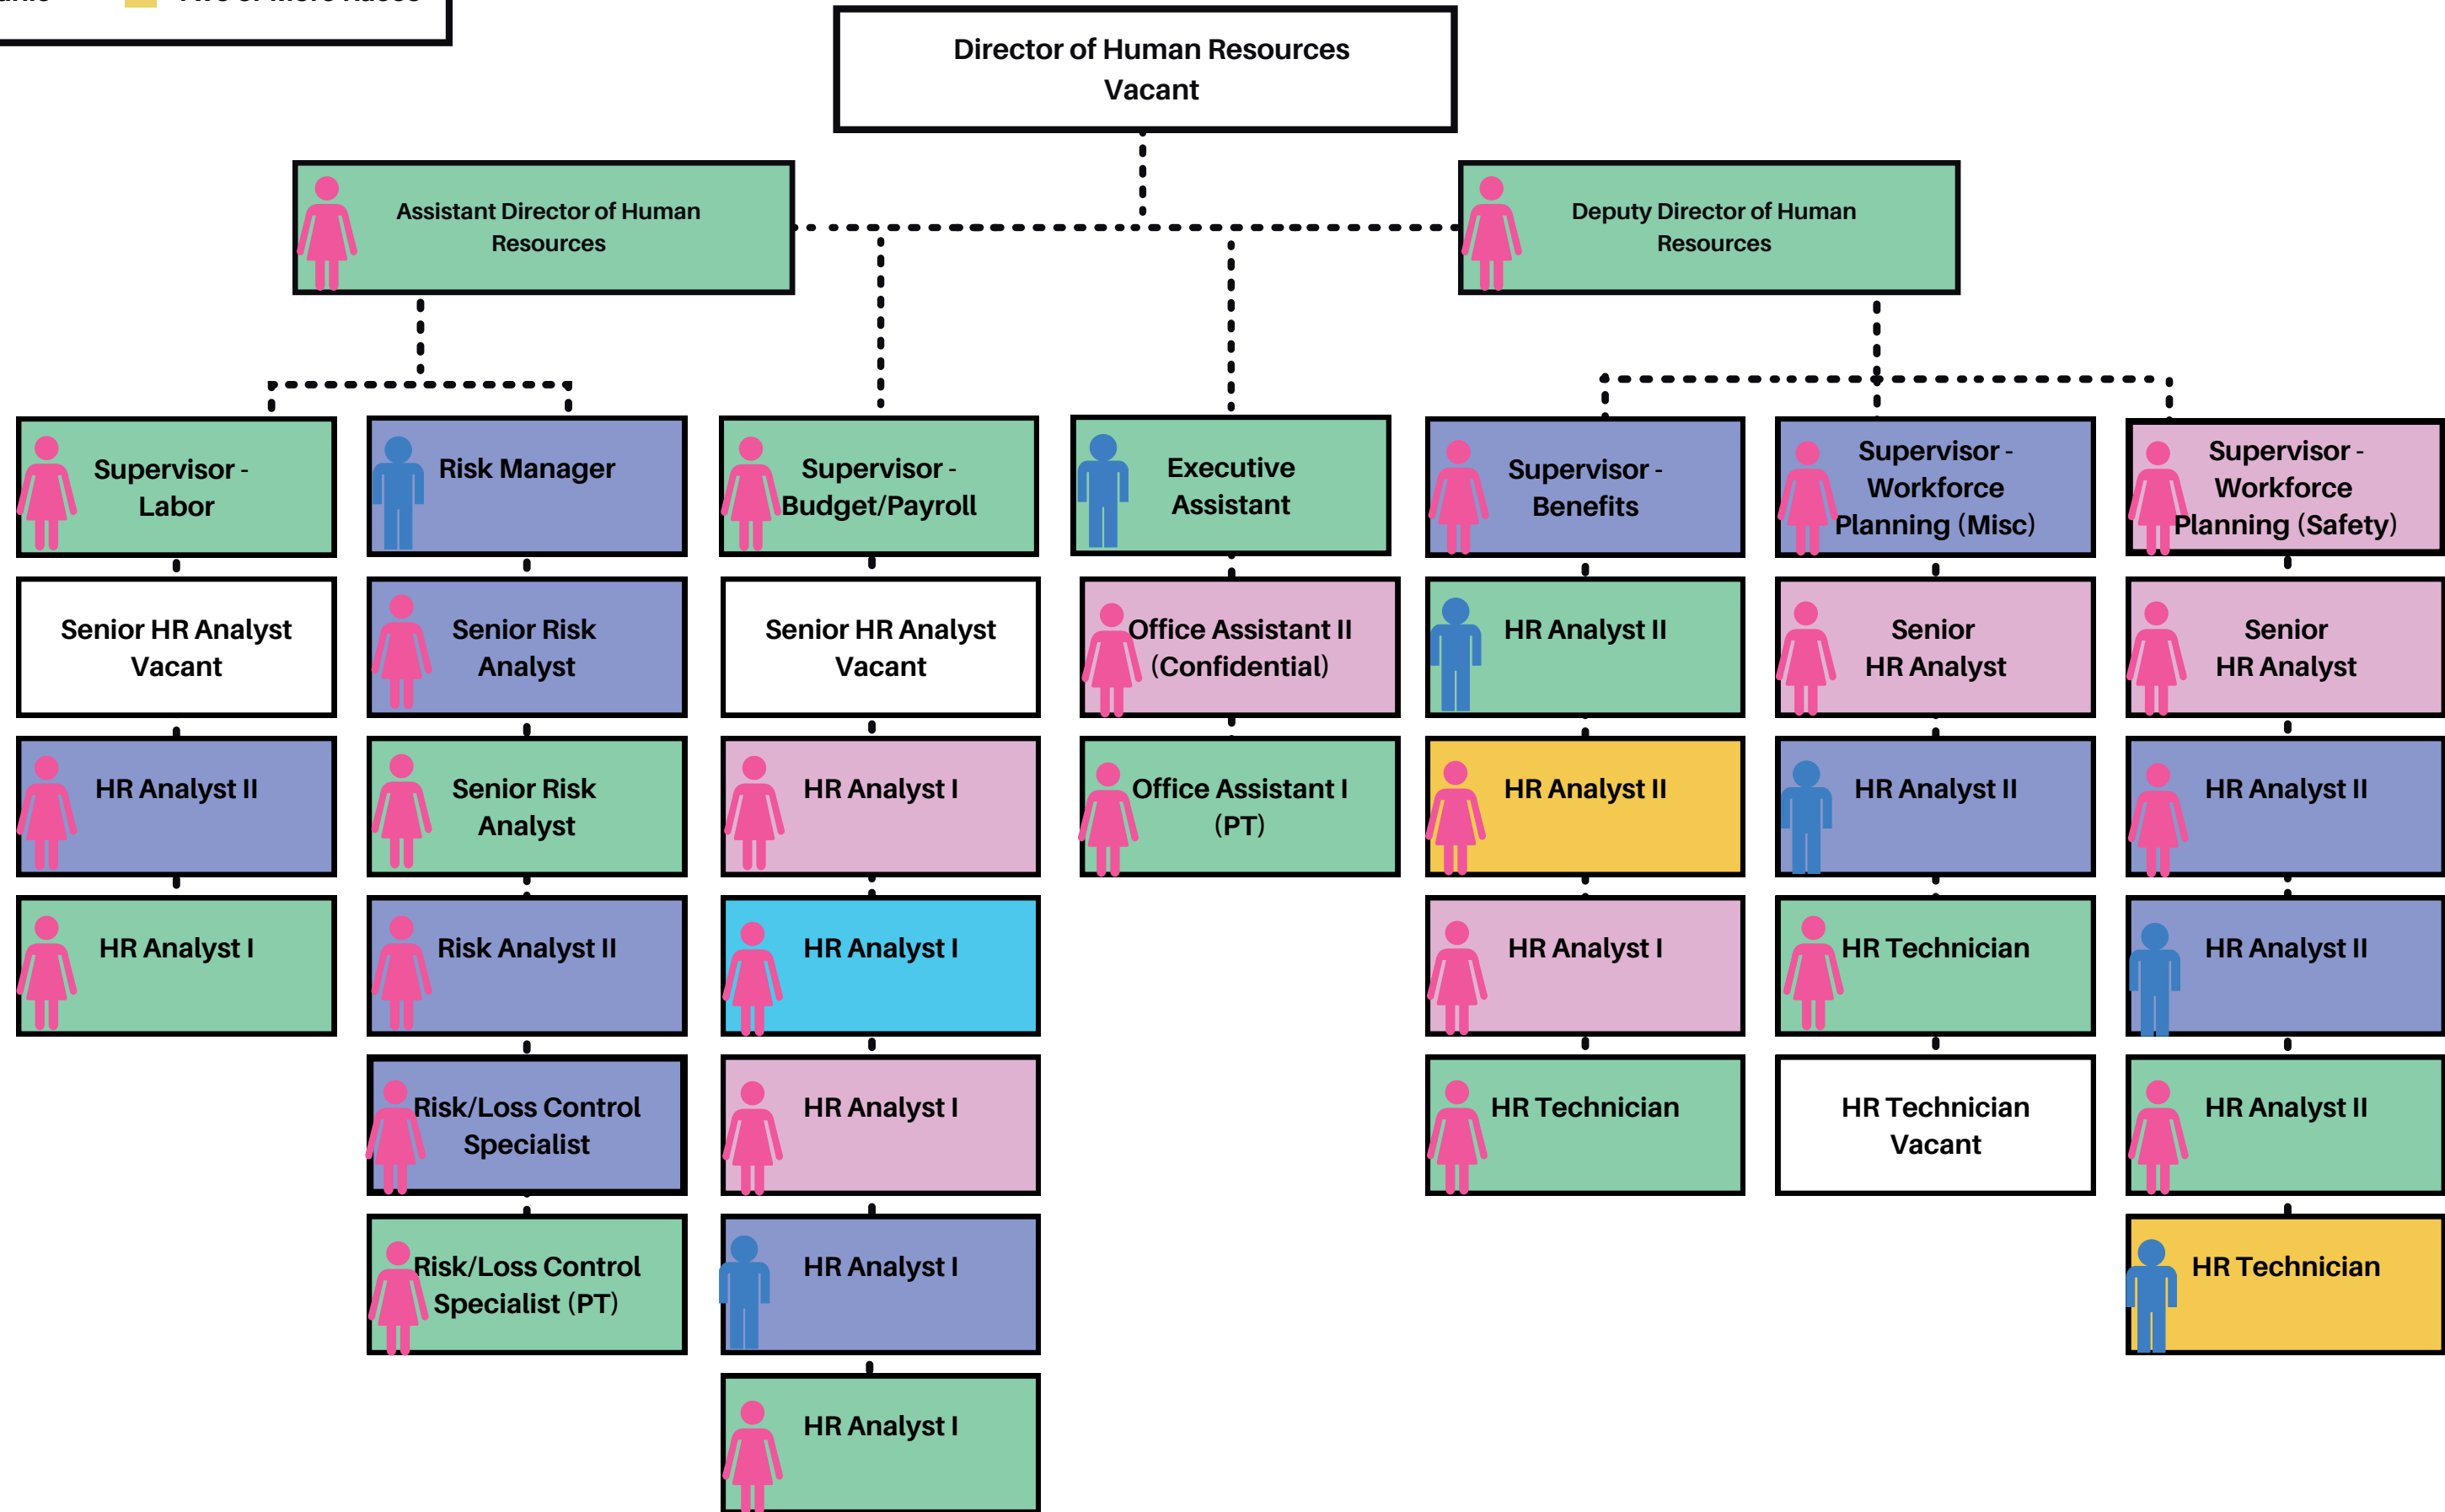 Two or More Races
Director of Human Resources
Vacant
Assistant Director of Human
Resources
Deputy Director of Human
Resources
Supervisor -
Labor
Risk Manager
Supervisor -
Budget/Payroll
Executive
Assistant
Supervisor -
Benefits
Supervisor -
Workforce
Planning (Misc)
Supervisor -
Workforce
Planning (Safety)
Senior HR Analyst
Vacant
Senior Risk
Analyst
Senior HR Analyst
Vacant
Office Assistant II
(Confidential)
HR Analyst II
Senior
HR Analyst
Senior
HR Analyst
HR Analyst II
Senior Risk
Analyst
HR Analyst I
Office Assistant I
(PT)
HR Analyst II
HR Analyst II
HR Analyst II
HR Analyst I
Risk Analyst II
HR Analyst I
HR Analyst I
HR Technician
HR Analyst II
Risk/Loss Control
Specialist
HR Analyst I
HR Technician
HR Technician
Vacant
HR Analyst II
Risk/Loss Control
Specialist (PT)
HR Analyst I
HR Technician
HR Analyst I